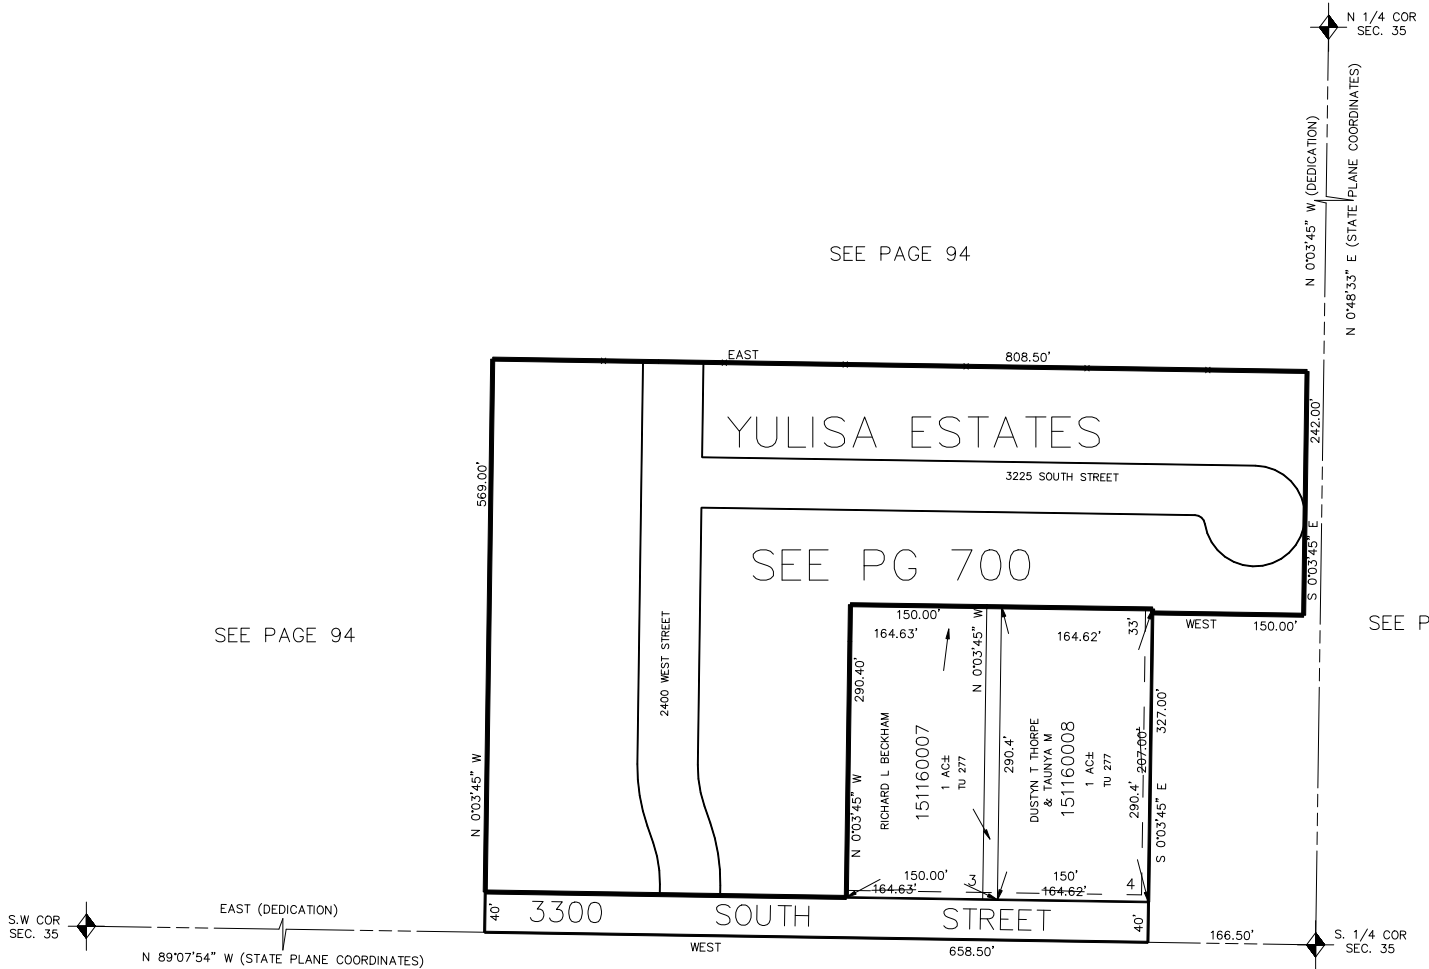 N 1/4 COR
SEC. 35
N 0°03'45" W (DEDICATION)
N 0°48'33" E (STATE PLANE COORDINATES)
SEE PAGE 94
EAST
808.50'
YULISA ESTATES
242.00'
3225 SOUTH STREET
569.00'
SEE PG 700
S 0°03'45" E
SEE PAGE 94
2400 WEST STREET
150.00'
164.63'
N 0°03'45" W
164.62'
33'
WEST
150.00'
SEE P
290.40'
N 0°03'45" W
RICHARD L BECKHAM
151160007
1 AC±
TU 277
290.4'
DUSTYN T THORPE
& TAUNYA M
151160008
1 AC±
TU 277
290.4'
207.00'
327.00'
S 0°03'45" E
N 0°03'45" W
150.00'
164.63'
3
150'
164.62'
4
40'
3300 SOUTH STREET
40'
S.W COR
SEC. 35
EAST (DEDICATION)
N 89°07'54" W (STATE PLANE COORDINATES)
WEST
658.50'
166.50'
S. 1/4 COR
SEC. 35